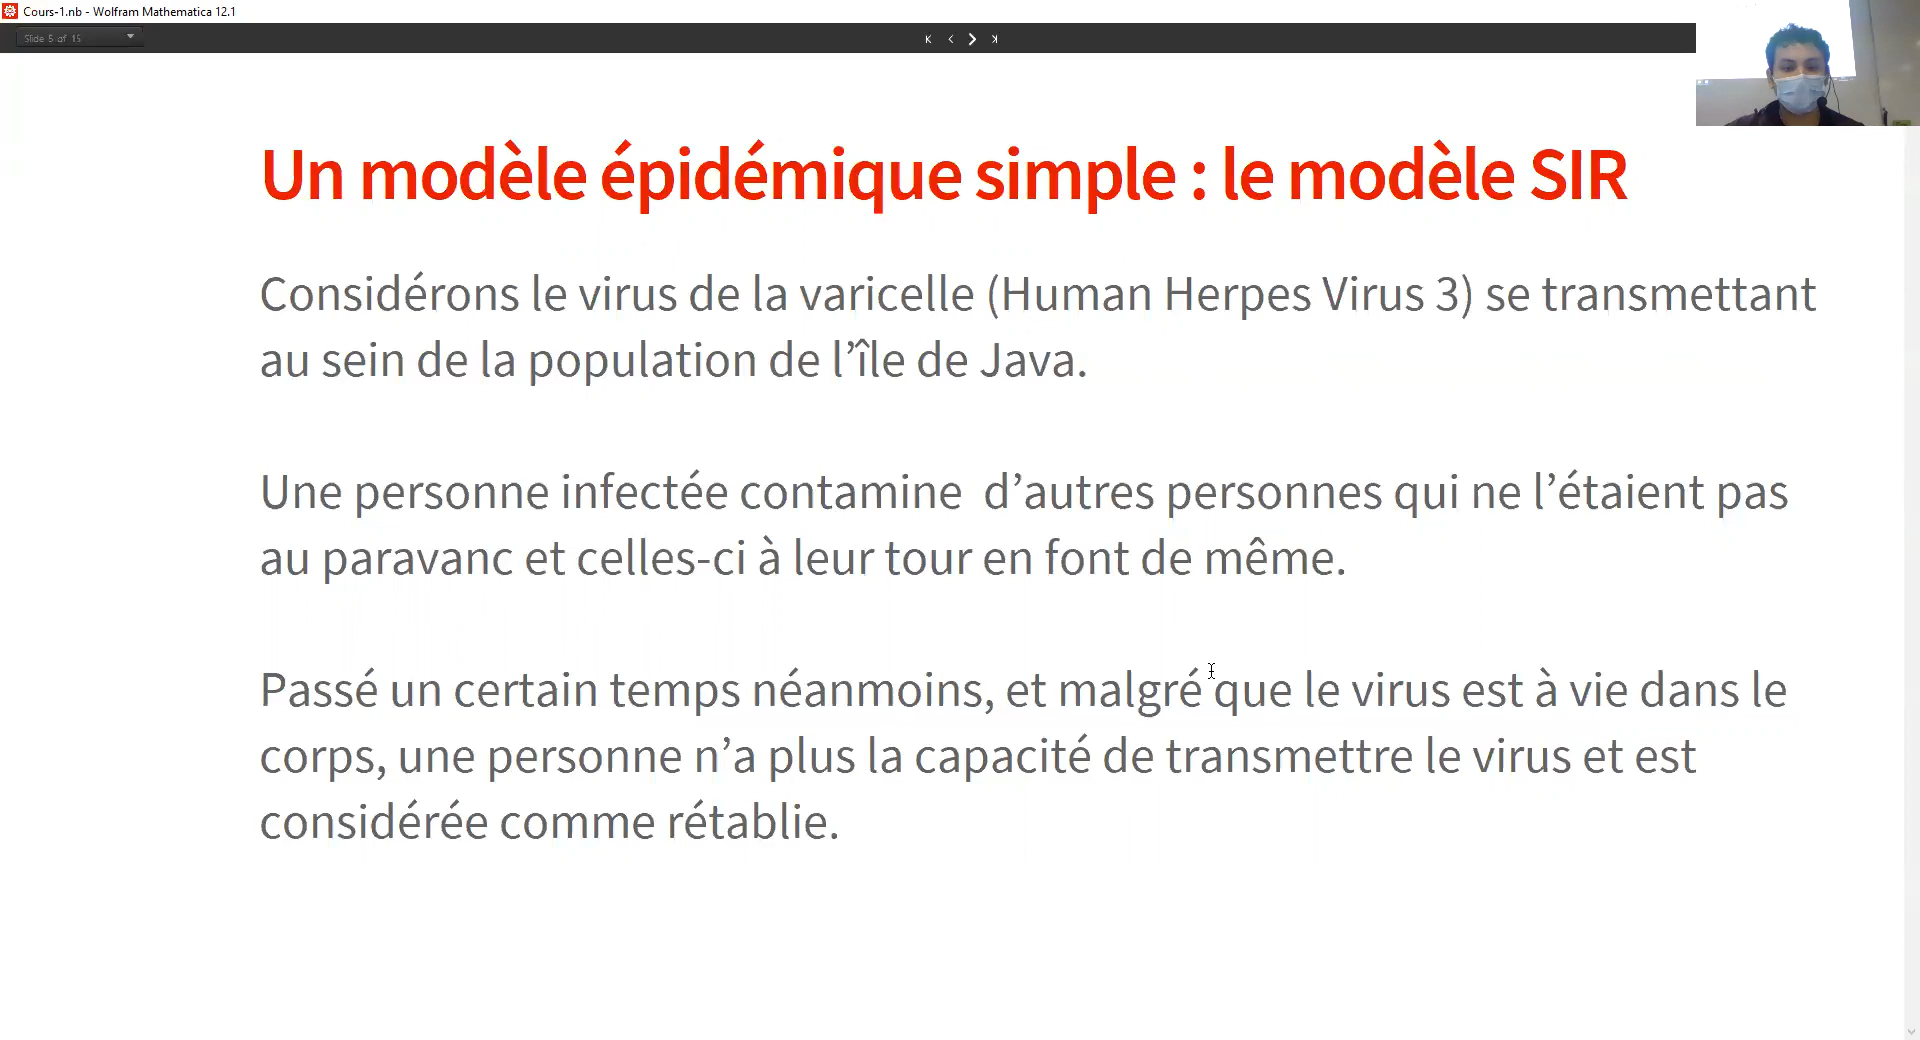 Cours-1.nb - Wolfram Mathematica 12.1
Slide 5 of 15
Un modèle épidémique simple : le modèle SIR
Considérons le virus de la varicelle (Human Herpes Virus 3) se transmettant
au sein de la population de l’île de Java.
Une personne infectée contamine  d’autres personnes qui ne l’étaient pas
au paravanc et celles-ci à leur tour en font de même.
Passé un certain temps néanmoins, et malgré que le virus est à vie dans le
corps, une personne n’a plus la capacité de transmettre le virus et est
considérée comme rétablie.